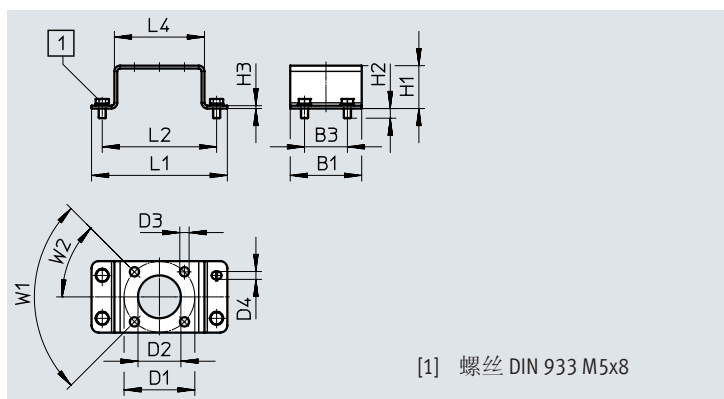 L4
1
H3
H2
H1
L2
L1
B3
B1
D3
W2
W1
D4
D2
D1
[1] 螺丝 DIN 933 M5x8